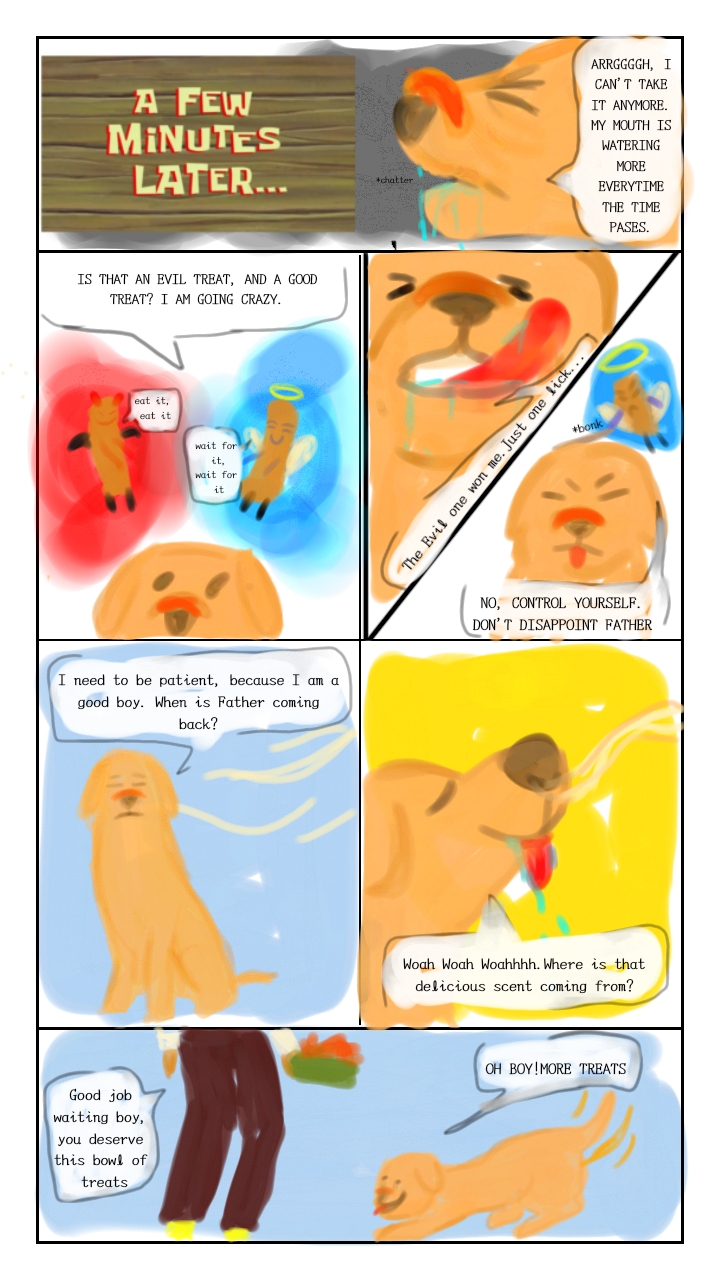 A FEW
MINUTES
LATER...
ARRGGGGH, I
CAN'T TAKE
IT ANYMORE.
MY MOUTH IS
WATERING
MORE
EVERYTIME
THE TIME
PASES.
*chatter
IS THAT AN EVIL TREAT, AND A GOOD
TREAT? I AM GOING CRAZY.
eat it,
eat it
wait for
it,
wait for
it
The Evil one won me.Just one lick...
*bonk
NO, CONTROL YOURSELF.
DON'T DISAPPOINT FATHER
I need to be patient, because I am a
good boy. When is Father coming
back?
Woah Woah Woahhhh.Where is that
delicious scent coming from?
Good job
waiting boy,
you deserve
this bowl of
treats
OH BOY!MORE TREATS